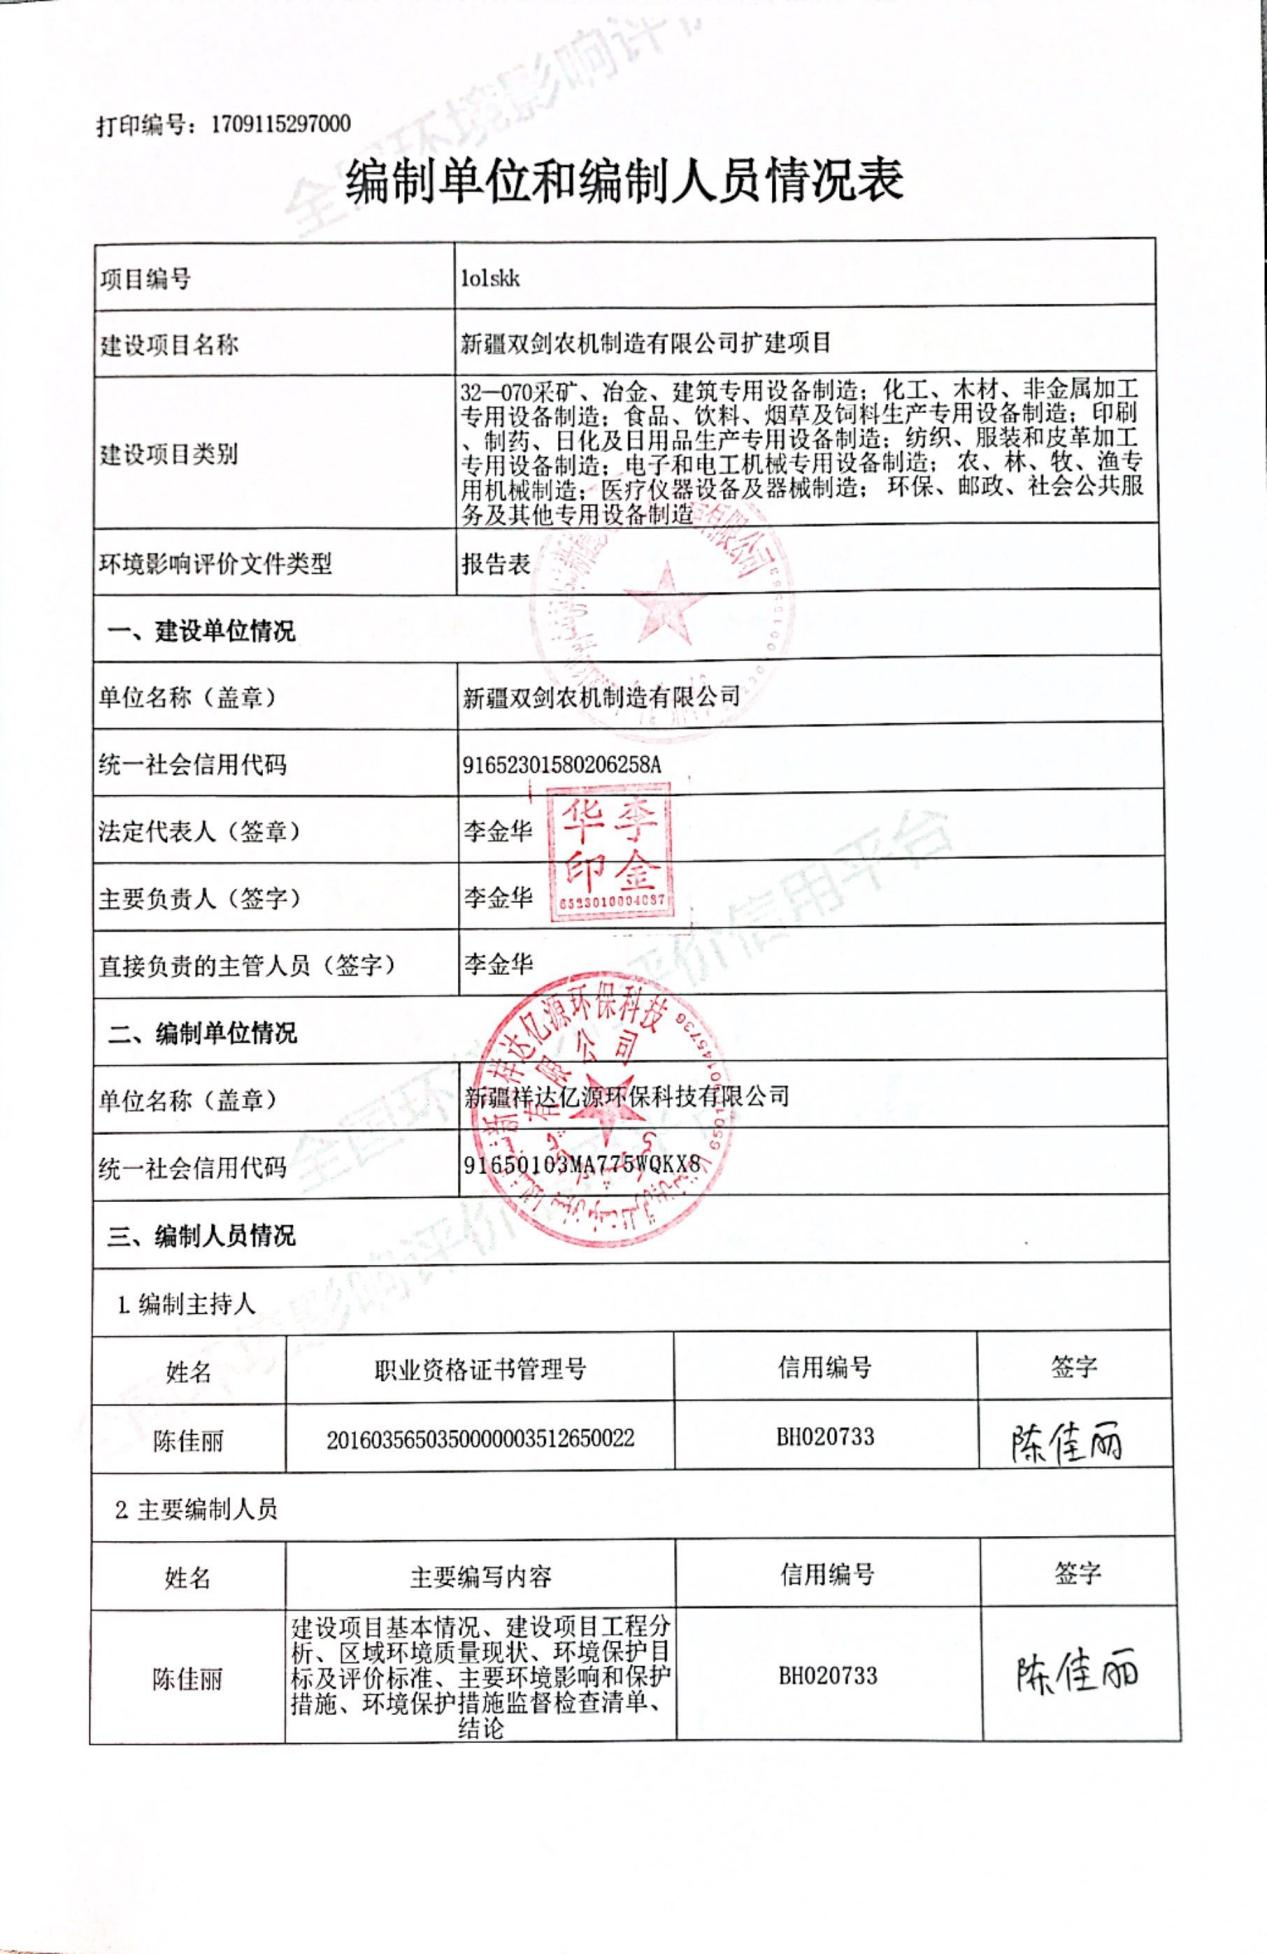 打印编号：1709115297000
编制单位和编制人员情况表
项目编号 lolskk
建设项目名称 新疆双剑农机制造有限公司扩建项目
建设项目类别
32—070采矿、冶金、建筑专用设备制造；化工、木材、非金属加工
专用设备制造；食品、饮料、烟草及饲料生产专用设备制造；印刷
、制药、日化及日用品生产专用设备制造；纺织、服装和皮革加工
专用设备制造；电子和电工机械专用设备制造；农、林、牧、渔专
用机械制造；医疗仪器设备及器械制造；环保、邮政、社会公共服
务及其他专用设备制造
环境影响评价文件类型 报告表
一、建设单位情况
单位名称（盖章） 新疆双剑农机制造有限公司
统一社会信用代码 91652301580206258A
法定代表人（签章） 李金华
华李
印金
6523010004087
主要负责人（签字） 李金华
直接负责的主管人员（签字） 李金华
二、编制单位情况
新疆祥达亿源环保科技
有限公司
单位名称（盖章） 新疆祥达亿源环保科技有限公司
统一社会信用代码 91650103MA775WQKX8
三、编制人员情况
1 编制主持人
姓名 职业资格证书管理号 信用编号 签字
陈佳丽 2016035650350000003512650022 BH020733 陈佳丽
2 主要编制人员
姓名 主要编写内容 信用编号 签字
陈佳丽
建设项目基本情况、建设项目工程分
析、区域环境质量现状、环境保护目
标及评价标准、主要环境影响和保护
措施、环境保护措施监督检查清单、
结论
BH020733 陈佳丽